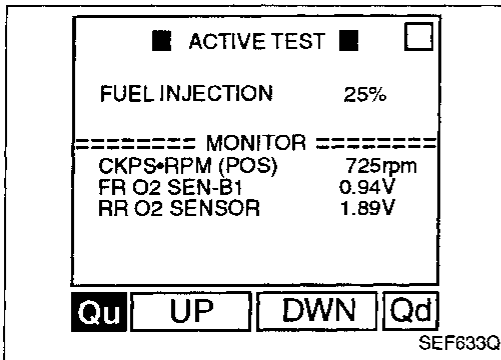 ■ ACTIVE TEST ■
FUEL INJECTION 25%
======== MONITOR ========
CKPS•RPM (POS) 725rpm
FR O2 SEN-B1 0.94V
RR O2 SENSOR 1.89V
Qu UP DWN Qd
SEF633Q